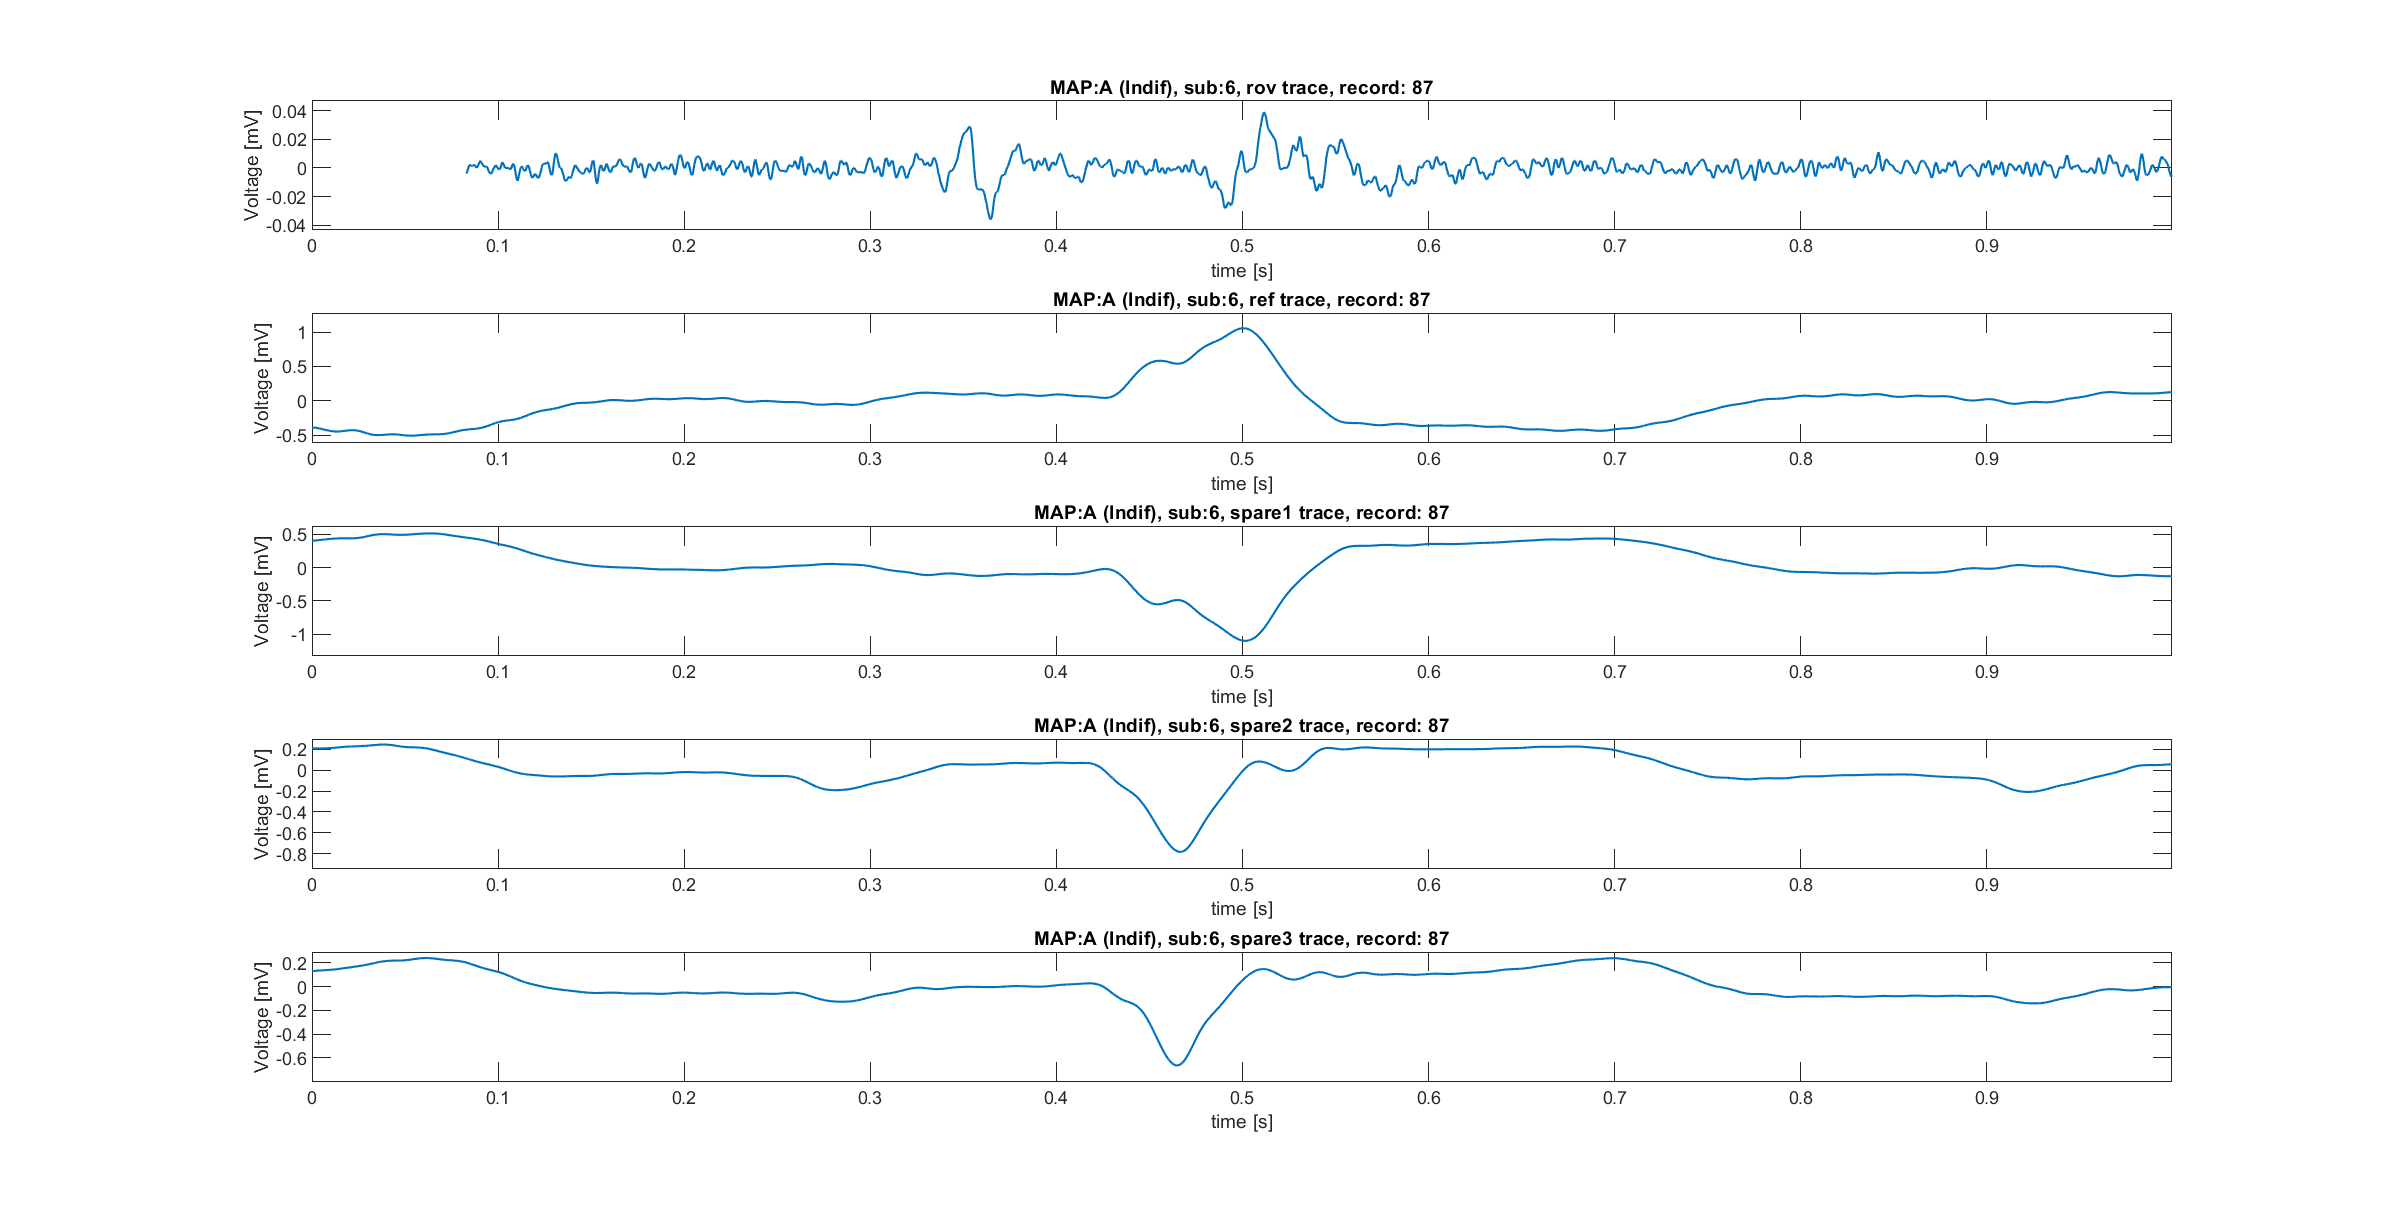 MAP:A (Indif), sub:6, rov trace, record: 87
Voltage [mV]
0.04
0.02
0
-0.02
-0.04
0 0.1 0.2 0.3 0.4 0.5 0.6 0.7 0.8 0.9
time [s]
MAP:A (Indif), sub:6, ref trace, record: 87
Voltage [mV]
1
0.5
0
-0.5
0 0.1 0.2 0.3 0.4 0.5 0.6 0.7 0.8 0.9
time [s]
MAP:A (Indif), sub:6, spare1 trace, record: 87
Voltage [mV]
0.5
0
-0.5
-1
0 0.1 0.2 0.3 0.4 0.5 0.6 0.7 0.8 0.9
time [s]
MAP:A (Indif), sub:6, spare2 trace, record: 87
Voltage [mV]
0.2
0
-0.2
-0.4
-0.6
-0.8
0 0.1 0.2 0.3 0.4 0.5 0.6 0.7 0.8 0.9
time [s]
MAP:A (Indif), sub:6, spare3 trace, record: 87
Voltage [mV]
0.2
0
-0.2
-0.4
-0.6
0 0.1 0.2 0.3 0.4 0.5 0.6 0.7 0.8 0.9
time [s]